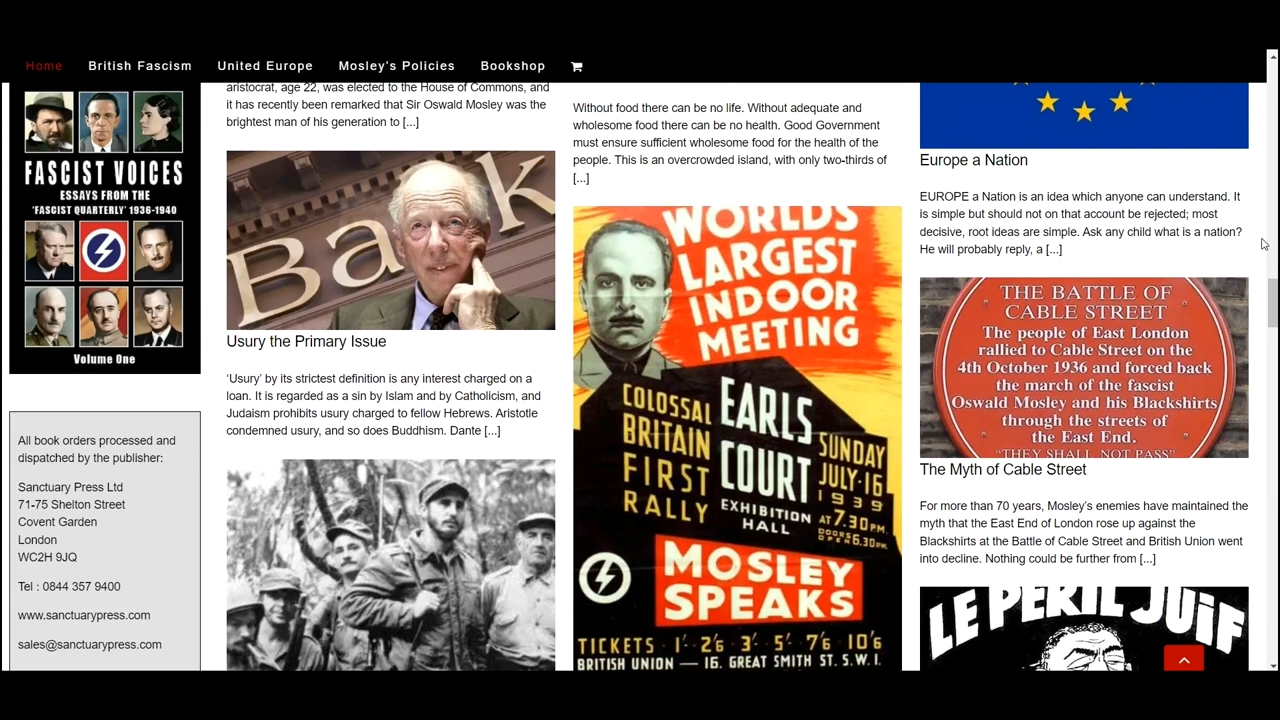 Home
British Fascism
United Europe
Mosley's Policies
Bookshop
FASCIST VOICES
ESSAYS FROM THE
'FASCIST QUARTERLY' 1936-1940
Volume One
All book orders processed and
dispatched by the publisher:
Sanctuary Press Ltd
71-75 Shelton Street
Covent Garden
London
WC2H 9JQ
Tel : 0844 357 9400
www.sanctuarypress.com
sales@sanctuarypress.com
aristocrat, age 22, was elected to the House of Commons, and
it has recently been remarked that Sir Oswald Mosley was the
brightest man of his generation to [...]
Bank
Usury the Primary Issue
‘Usury’ by its strictest definition is any interest charged on a
loan. It is regarded as a sin by Islam and by Catholicism, and
Judaism prohibits usury charged to fellow Hebrews. Aristotle
condemned usury, and so does Buddhism. Dante [...]
Without food there can be no life. Without adequate and
wholesome food there can be no health. Good Government
must ensure sufficient wholesome food for the health of the
people. This is an overcrowded island, with only two-thirds of
[...]
WORLDS
LARGEST
INDOOR
MEETING
COLOSSAL
BRITAIN
FIRST
RALLY
EARLS
COURT
EXHIBITION
HALL
SUNDAY
JULY·16
1939
AT 7.30 PM.
DOORS
OPEN 6.30 PM.
MOSLEY
SPEAKS
TICKETS · 1'- 2'6 · 3'- 5'- 7'6 · 10'6
BRITISH UNION — 16. GREAT SMITH ST. S.W.1.
Europe a Nation
EUROPE a Nation is an idea which anyone can understand. It
is simple but should not on that account be rejected; most
decisive, root ideas are simple. Ask any child what is a nation?
He will probably reply, a [...]
THE BATTLE OF
CABLE STREET
The people of East London
rallied to Cable Street on the
4th October 1936 and forced back
the march of the fascist
Oswald Mosley and his Blackshirts
through the streets of
the East End.
"THEY SHALL NOT PASS"
The Myth of Cable Street
For more than 70 years, Mosley's enemies have maintained the
myth that the East End of London rose up against the
Blackshirts at the Battle of Cable Street and British Union went
into decline. Nothing could be further from [...]
LE PERIL JUIF